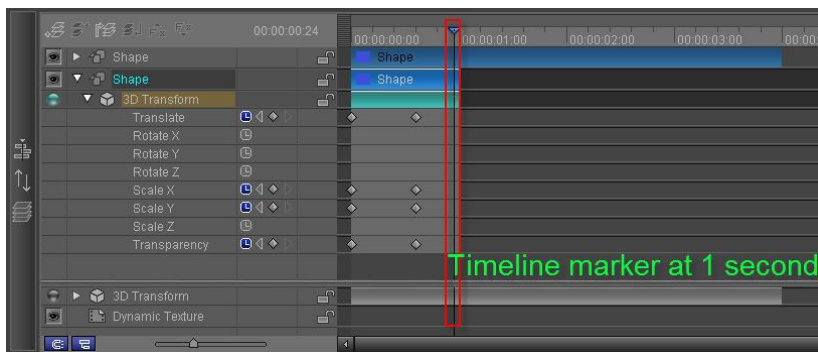 00:00:00:24
00:00:00:00 00:00:01:00 00:00:02:00 00:00:03:00 00:00:
Shape Shape
Shape Shape
3D Transform
Translate
Rotate X
Rotate Y
Rotate Z
Scale X
Scale Y
Scale Z
Transparency
Timeline marker at 1 second
3D Transform
Dynamic Texture